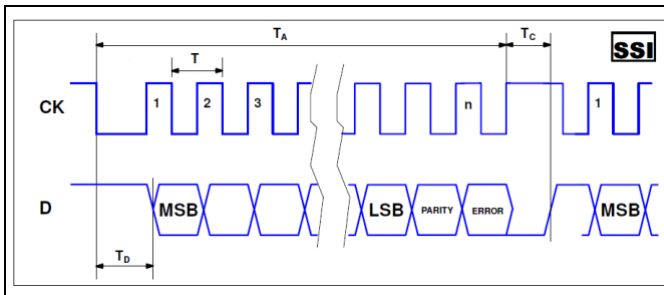 T_A T_C
T SSI
CK 1 2 3 n 1
D MSB LSB PARITY ERROR MSB
T_D